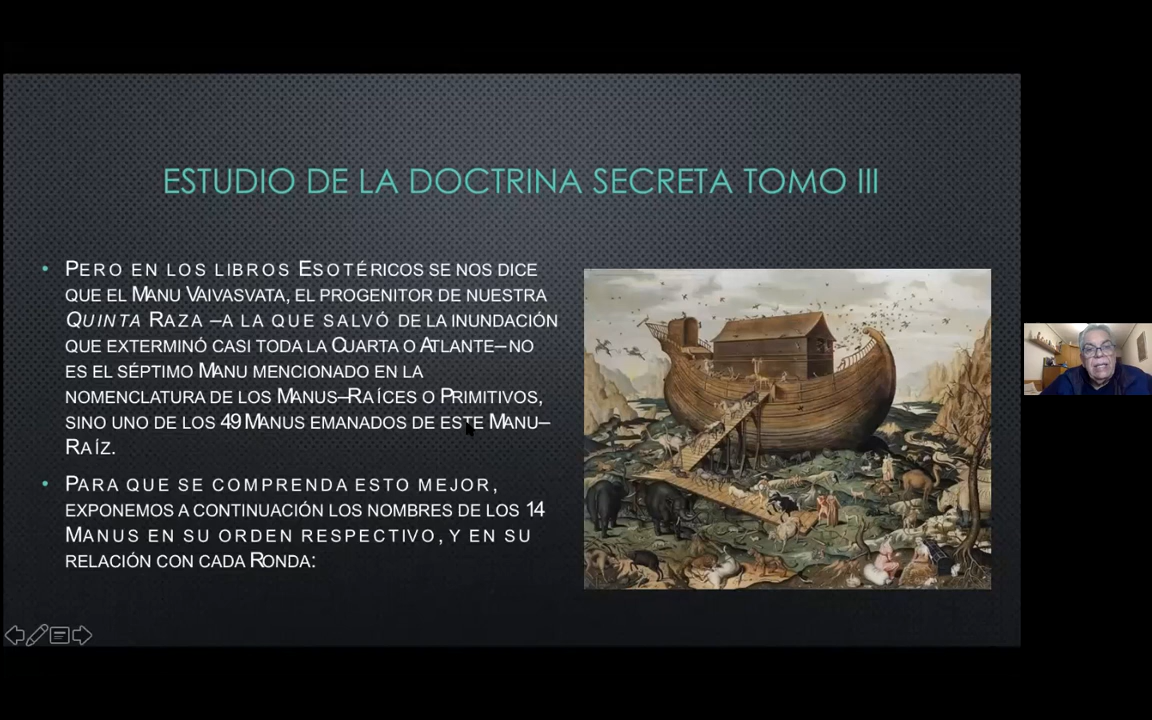 ESTUDIO DE LA DOCTRINA SECRETA TOMO III
• PERO EN LOS LIBROS ESOTÉRICOS SE NOS DICE
QUE EL MANU VAIVASVATA, EL PROGENITOR DE NUESTRA
QUINTA RAZA –A LA QUE SALVÓ DE LA INUNDACIÓN
QUE EXTERMINÓ CASI TODA LA CUARTA O ATLANTE– NO
ES EL SÉPTIMO MANU MENCIONADO EN LA
NOMENCLATURA DE LOS MANUS–RAÍCES O PRIMITIVOS,
SINO UNO DE LOS 49 MANUS EMANADOS DE ESTE MANU–
RAÍZ.
• PARA QUE SE COMPRENDA ESTO MEJOR,
EXPONEMOS A CONTINUACIÓN LOS NOMBRES DE LOS 14
MANUS EN SU ORDEN RESPECTIVO, Y EN SU
RELACIÓN CON CADA RONDA: